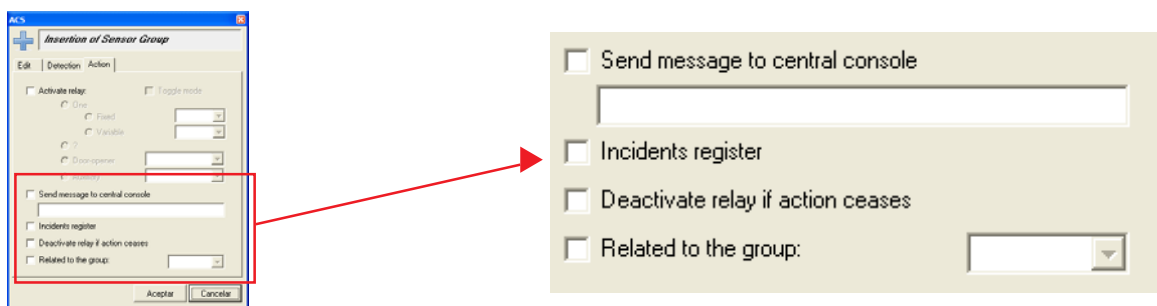 ACS
Insertion of Sensor Group
Edit Detection Action
Activate relay: Toggle mode
One
Fixed
Variable
?
Door-opener
Auxiliary
Send message to central console
Incidents register
Deactivate relay if action ceases
Related to the group:
Aceptar Cancelar
Send message to central console
Incidents register
Deactivate relay if action ceases
Related to the group: